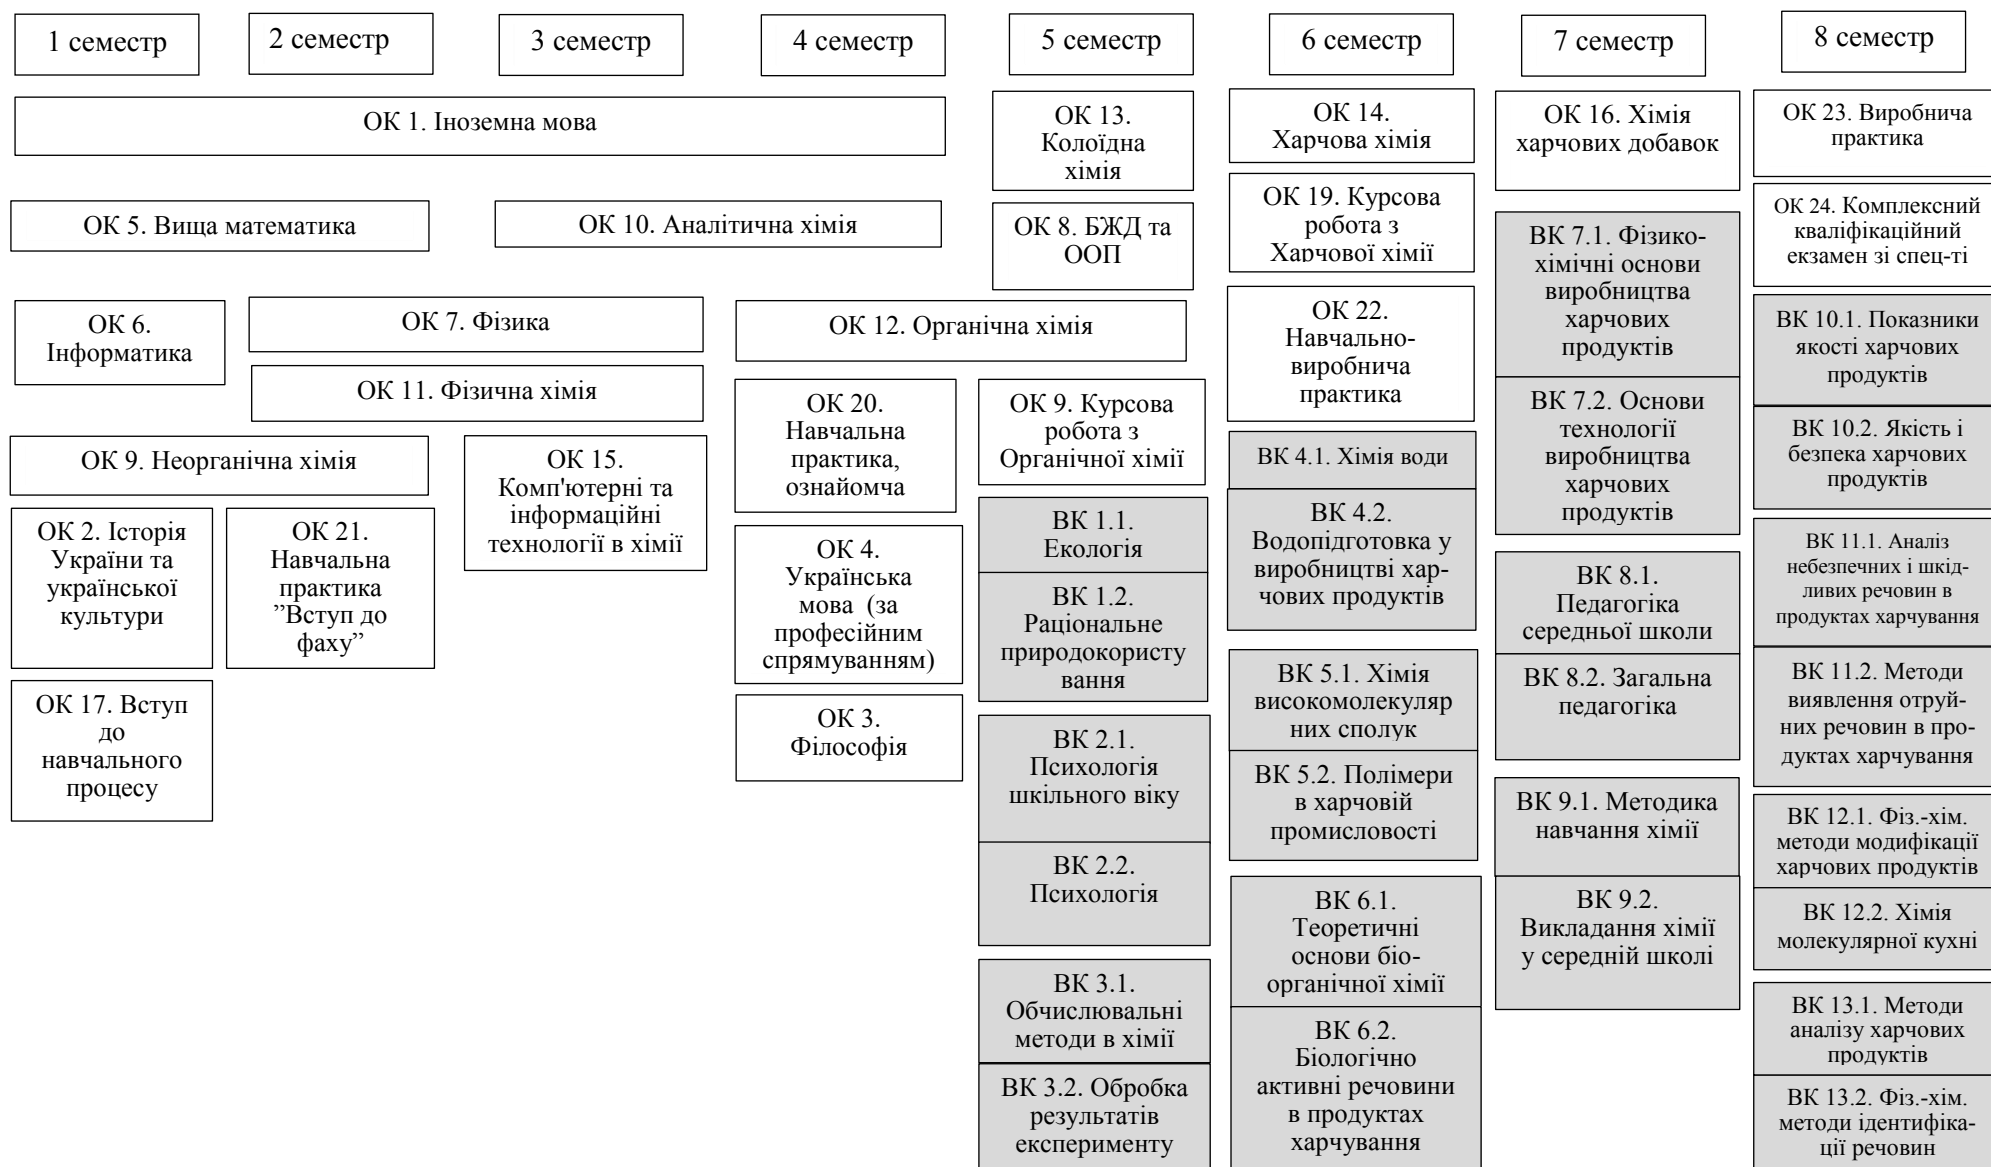 1 семестр
2 семестр
3 семестр
4 семестр
5 семестр
6 семестр
7 семестр
8 семестр
ОК 1. Іноземна мова
ОК 5. Вища математика
ОК 10. Аналітична хімія
ОК 6.
Інформатика
ОК 7. Фізика
ОК 12. Органічна хімія
ОК 11. Фізична хімія
ОК 9. Неорганічна хімія
ОК 2. Історія
України та
української
культури
ОК 17. Вступ
до
навчального
процесу
ОК 21.
Навчальна
практика
”Вступ до
фаху”
ОК 15.
Комп'ютерні та
інформаційні
технології в хімії
ОК 20.
Навчальна
практика,
ознайомча
ОК 4.
Українська
мова (за
професійним
спрямуванням)
ОК 3.
Філософія
ОК 13.
Колоїдна
хімія
ОК 8. БЖД та
ООП
ОК 9. Курсова
робота з
Органічної хімії
ВК 1.1.
Екологія
ВК 1.2.
Раціональне
природокористу
вання
ВК 2.1.
Психологія
шкільного віку
ВК 2.2.
Психологія
ВК 3.1.
Обчислювальні
методи в хімії
ВК 3.2. Обробка
результатів
експерименту
ОК 14.
Харчова хімія
ОК 19. Курсова
робота з
Харчової хімії
ОК 22.
Навчально-
виробнича
практика
ВК 4.1. Хімія води
ВК 4.2.
Водопідготовка у
виробництві хар-
чових продуктів
ВК 5.1. Хімія
високомолекуляр
них сполук
ВК 5.2. Полімери
в харчовій
промисловості
ВК 6.1.
Теоретичні
основи біо-
органічної хімії
ВК 6.2.
Біологічно
активні речовини
в продуктах
харчування
ОК 16. Хімія
харчових добавок
ВК 7.1. Фізико-
хімічні основи
виробництва
харчових
продуктів
ВК 7.2. Основи
технології
виробництва
харчових
продуктів
ВК 8.1.
Педагогіка
середньої школи
ВК 8.2. Загальна
педагогіка
ВК 9.1. Методика
навчання хімії
ВК 9.2.
Викладання хімії
у середній школі
ОК 23. Виробнича
практика
ОК 24. Комплексний
кваліфікаційний
екзамен зі спец-ті
ВК 10.1. Показники
якості харчових
продуктів
ВК 10.2. Якість і
безпека харчових
продуктів
ВК 11.1. Аналіз
небезпечних і шкід-
ливих речовин в
продуктах харчування
ВК 11.2. Методи
виявлення отруй-
них речовин в про-
дуктах харчування
ВК 12.1. Фіз.-хім.
методи модифікації
харчових продуктів
ВК 12.2. Хімія
молекулярної кухні
ВК 13.1. Методи
аналізу харчових
продуктів
ВК 13.2. Фіз.-хім.
методи ідентифіка-
ції речовин